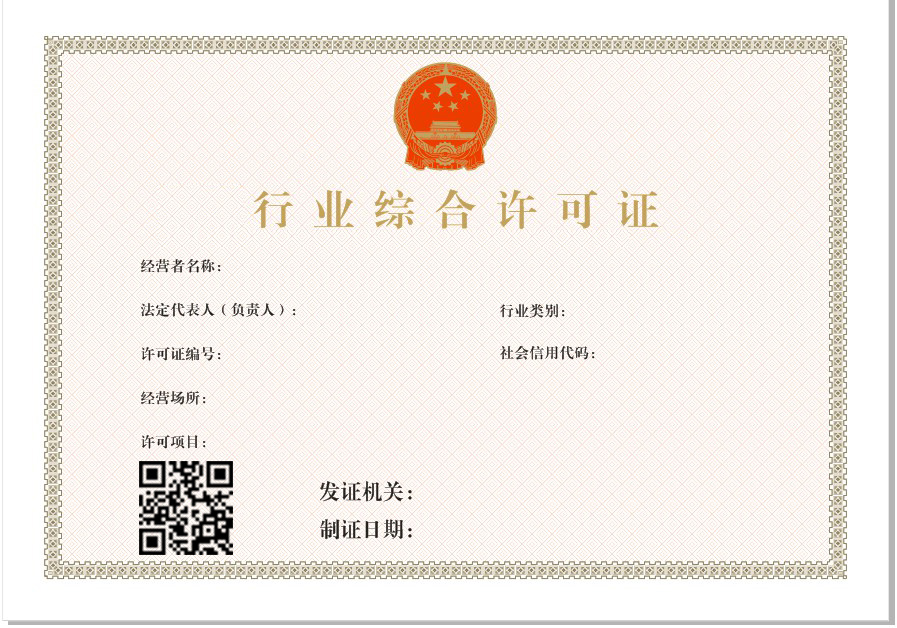 行业综合许可证
经营者名称：
法定代表人（负责人）：
行业类别：
许可证编号：
社会信用代码：
经营场所：
许可项目：
发证机关：
制证日期：